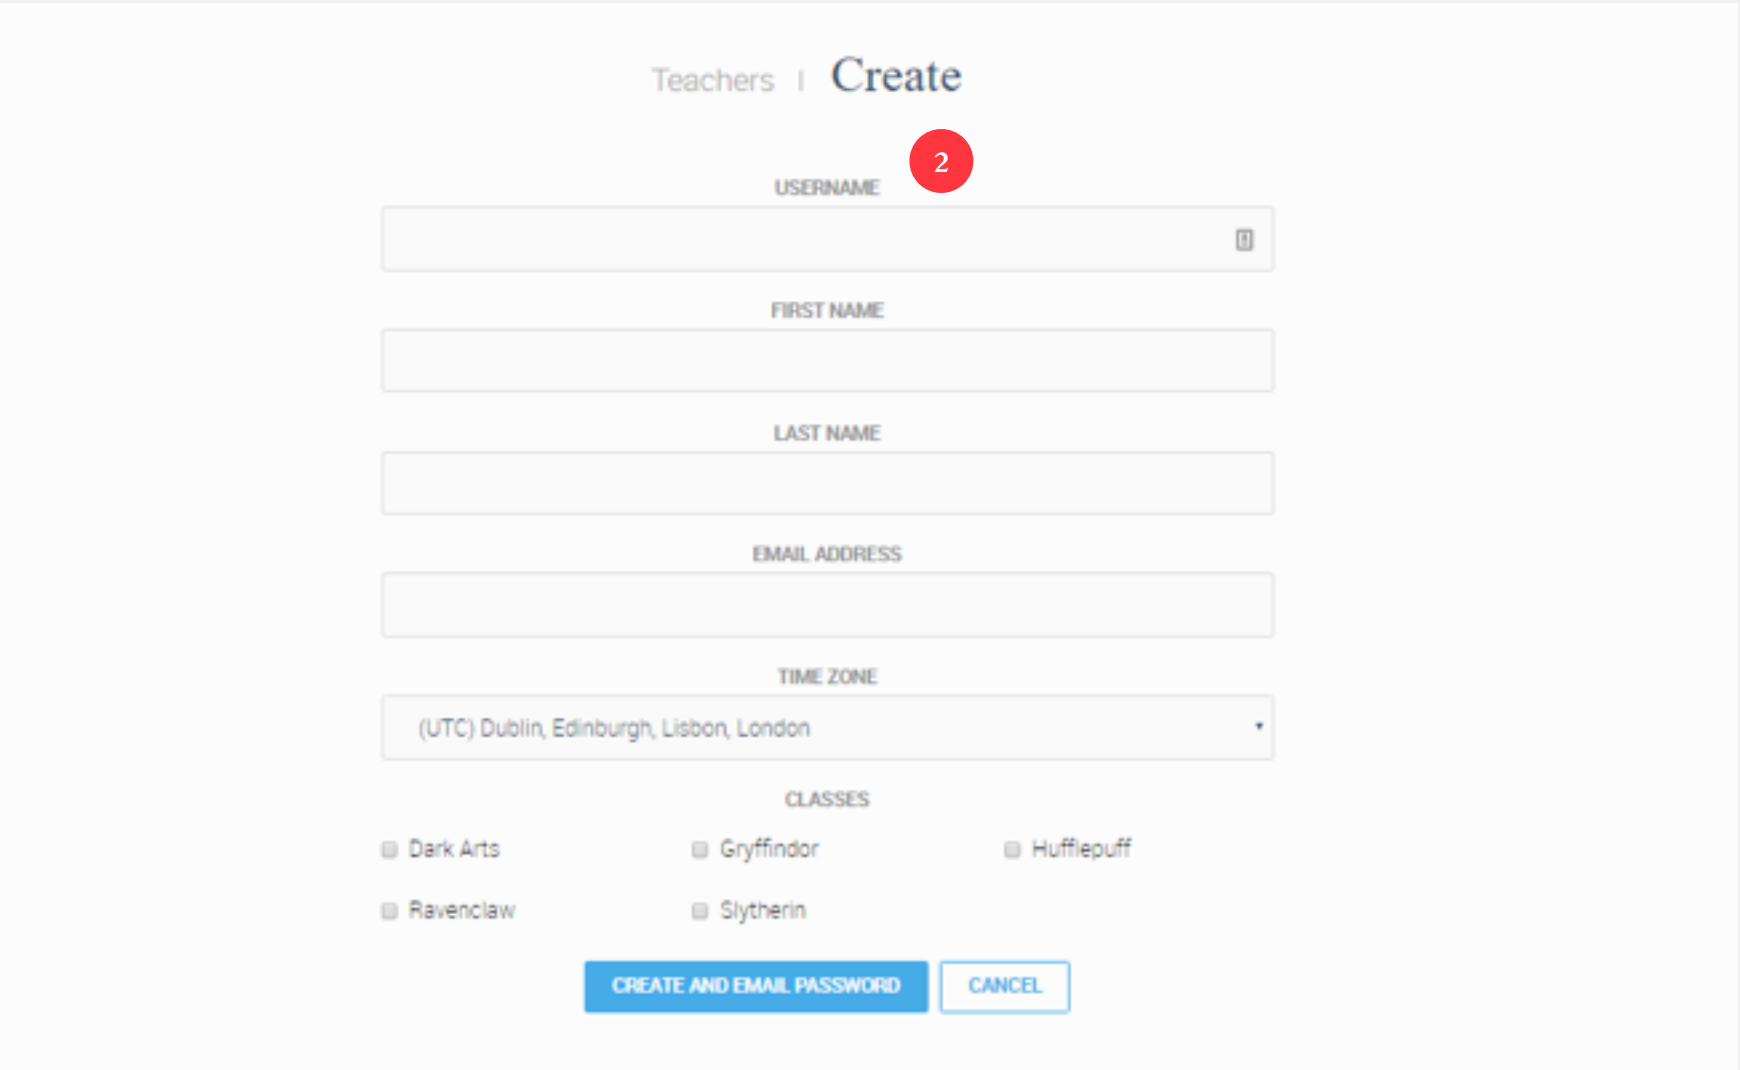 Teachers | Create
2
USERNAME
FIRST NAME
LAST NAME
EMAIL ADDRESS
TIME ZONE
(UTC) Dublin, Edinburgh, Lisbon, London
CLASSES
Dark Arts Gryffindor Hufflepuff
Ravenclaw Slytherin
CREATE AND EMAIL PASSWORD CANCEL